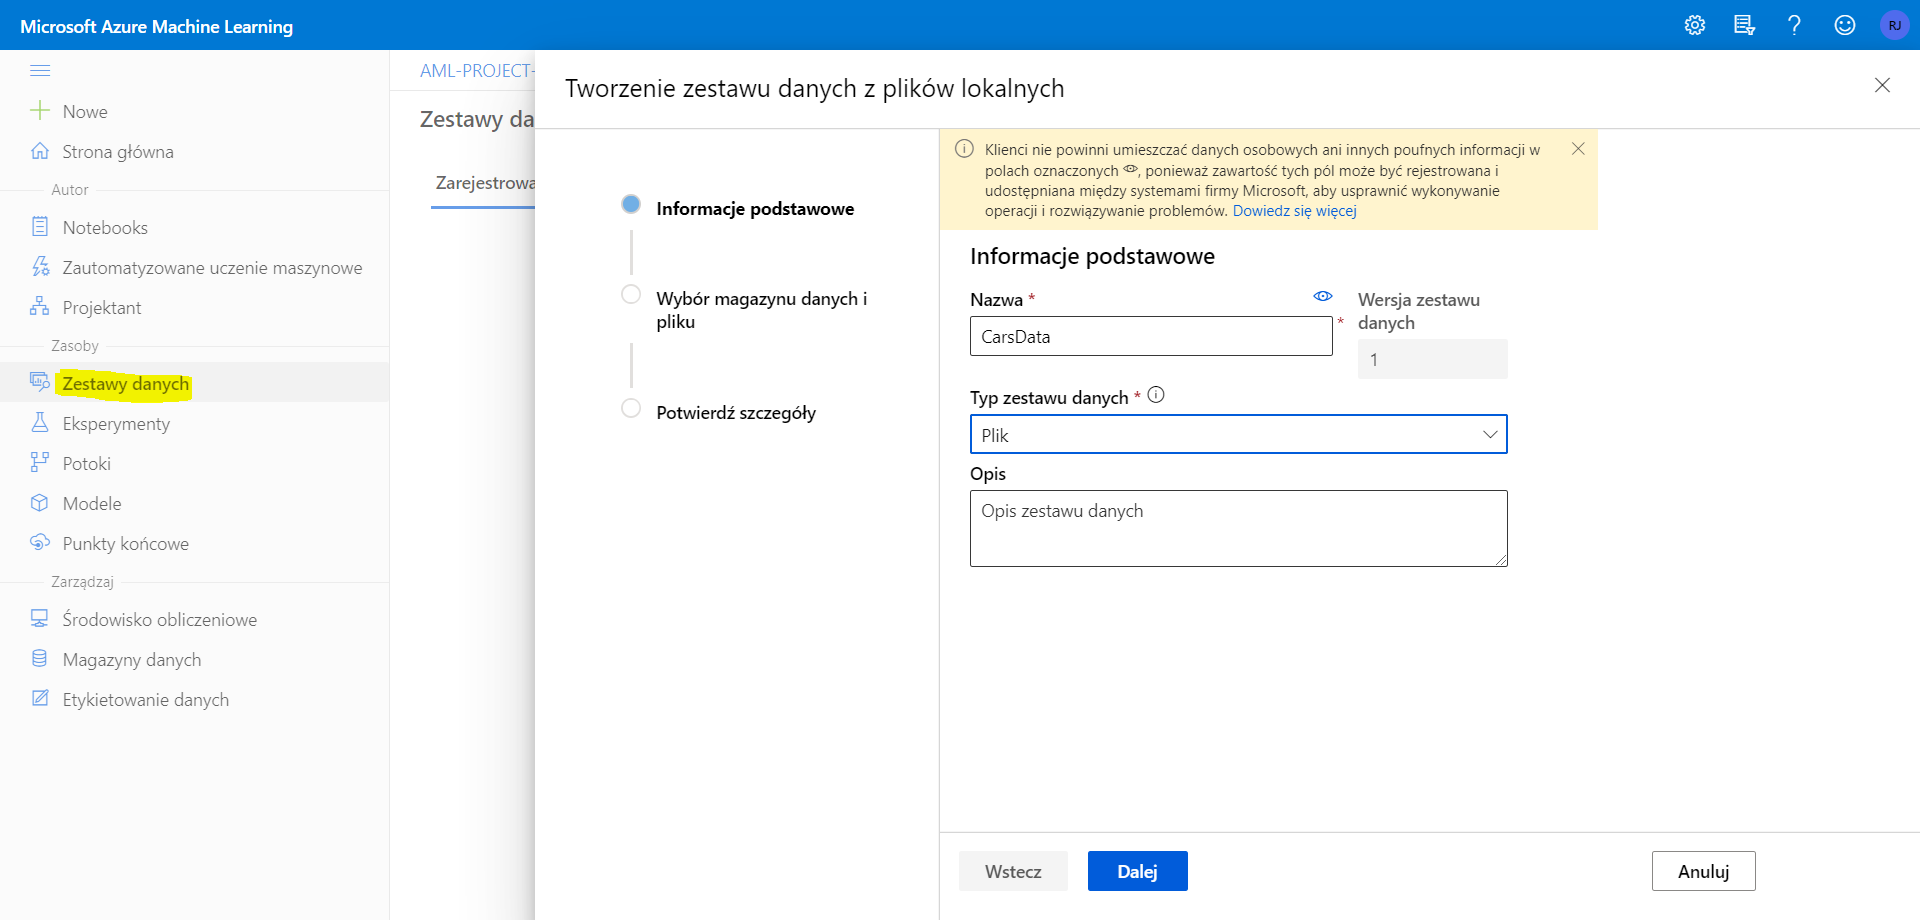 Microsoft Azure Machine Learning
RJ
Nowe
Strona główna
Autor
Notebooks
Zautomatyzowane uczenie maszynowe
Projektant
Zasoby
Zestawy danych
Eksperymenty
Potoki
Modele
Punkty końcowe
Zarządzaj
Środowisko obliczeniowe
Magazyny danych
Etykietowanie danych
AML-PROJECT-
Zestawy da
Zarejestrowa
Tworzenie zestawu danych z plików lokalnych
Informacje podstawowe
Wybór magazynu danych i
pliku
Potwierdź szczegóły
Klienci nie powinni umieszczać danych osobowych ani innych poufnych informacji w
polach oznaczonych , ponieważ zawartość tych pól może być rejestrowana i
udostępniana między systemami firmy Microsoft, aby usprawnić wykonywanie
operacji i rozwiązywanie problemów. Dowiedz się więcej
Informacje podstawowe
Nazwa *
CarsData
*
Wersja zestawu
danych
1
Typ zestawu danych *
Plik
Opis
Opis zestawu danych
Wstecz
Dalej
Anuluj